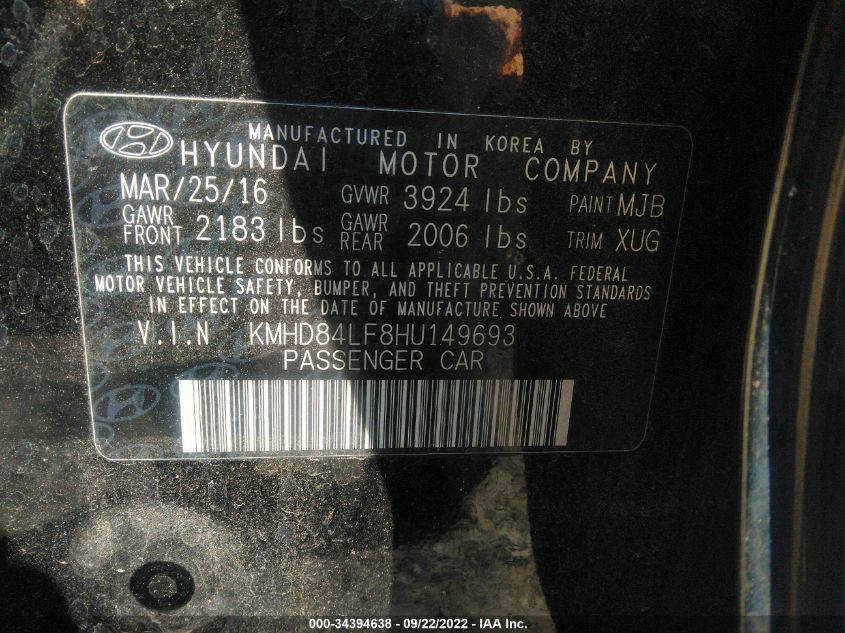 MANUFACTURED IN KOREA BY
HYUNDAI MOTOR COMPANY
MAR/25/16 GVWR 3924 lbs PAINT MJB
GAWR FRONT 2183 lbs GAWR REAR 2006 lbs TRIM XUG
THIS VEHICLE CONFORMS TO ALL APPLICABLE U.S.A. FEDERAL
MOTOR VEHICLE SAFETY, BUMPER, AND THEFT PREVENTION STANDARDS
IN EFFECT ON THE DATE OF MANUFACTURE SHOWN ABOVE.
V.I.N KMHD84LF8HU149693
PASSENGER CAR
000-34394638 - 09/22/2022 - IAA Inc.